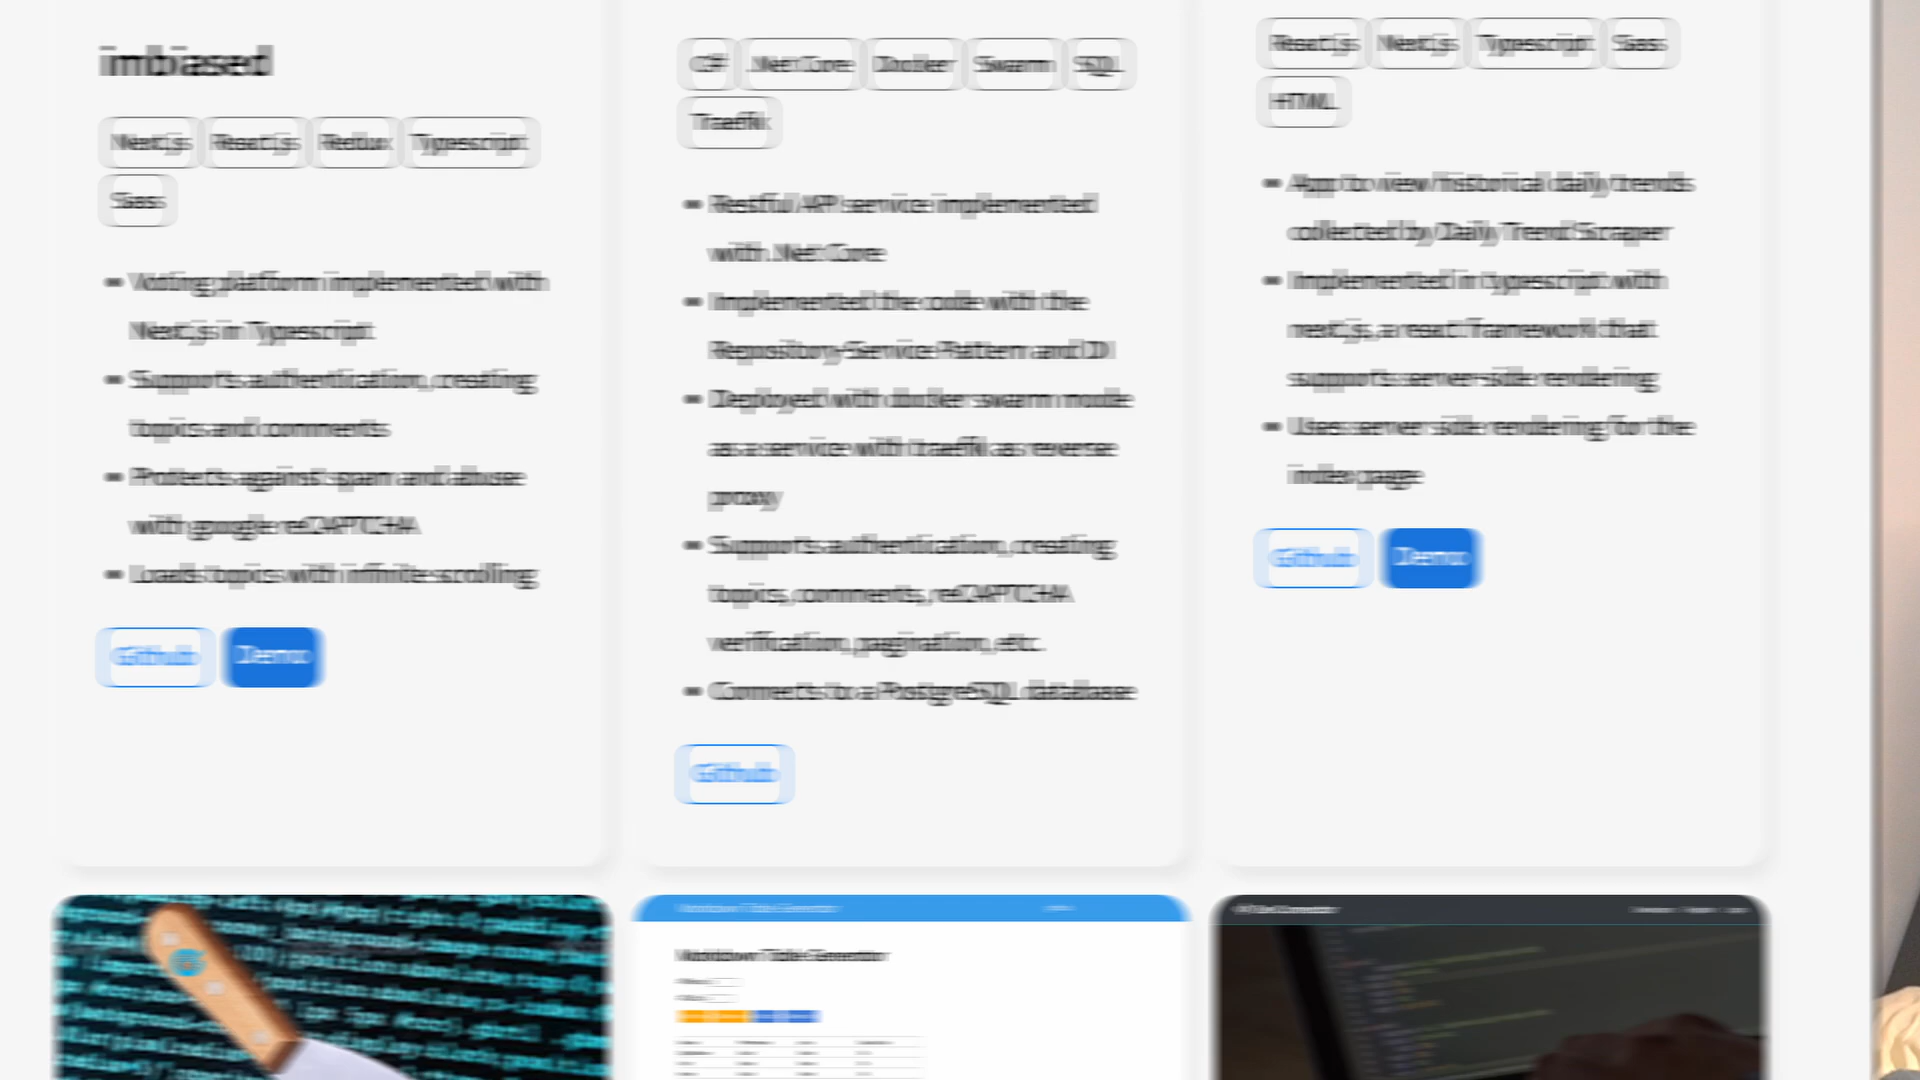 imbiased
Next.js React.js Redux Typescript
Sass
- Voting platform implemented with
Next.js in Typescript
- Supports authentication, creating
topics and comments
- Protects against spam and abuse
with google reCAPTCHA
- Loads topics with infinite scrolling
Github Demo
C# .Net Core Docker Swarm SQL
Traefik
- Restful API service implemented
with .Net Core
- Implemented the code with the
Repository-Service Pattern and DI
- Deployed with docker swarm mode
as a service with traefik as reverse
proxy
- Supports authentication, creating
topics, comments, reCAPTCHA
verification, pagination, etc.
- Connects to a PostgreSQL database
Github
React.js Next.js Typescript Sass
HTML
- App to view historical daily trends
collected by Daily Trend Scraper
- Implemented in typescript with
next.js, a react framework that
supports server-side rendering
- Uses server side rendering for the
index page
Github Demo
Markdown Table Generator
Markdown Table Generator